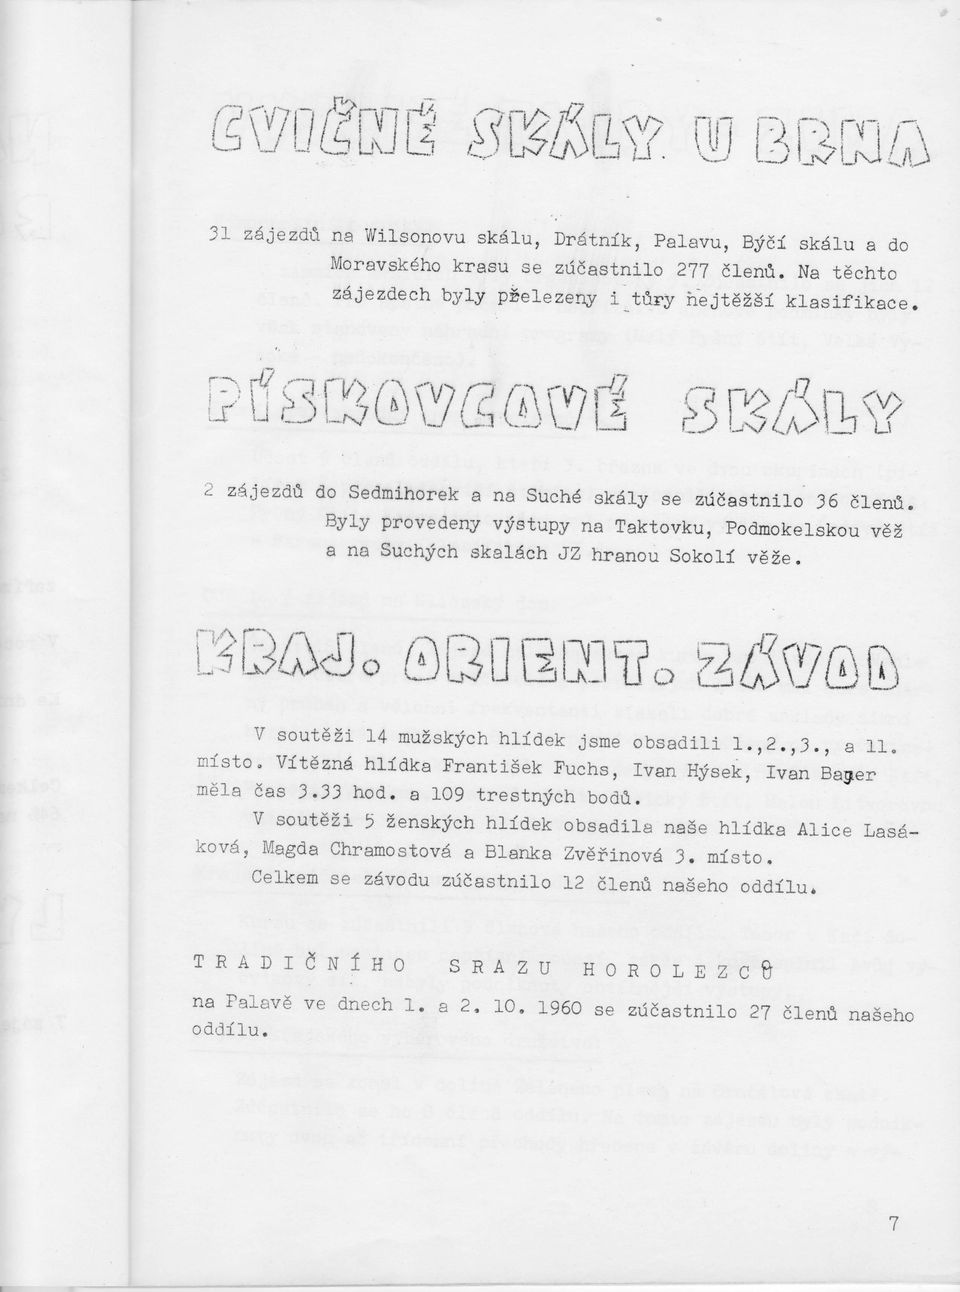 CVIČNÉ SKÁLY U BRNA
31 zájezdů na Wilsonovu skálu, Drátník, Palavu, Býčí skálu a do
Moravského krasu se zúčastnilo 277 členů. Na těchto
zájezdech byly přelezeny i túry nejtěžší klasifikace.
PÍSKOVCOVÉ SKÁLY
2 zájezdů do Sedmihorek a na Suché skály se zúčastnilo 36 členů.
Byly provedeny výstupy na Taktovku, Podmokelskou věž
a na Suchých skalách JZ hranou Sokolí věže.
KRAJ. ORIENT. ZÁVOD
V soutěži 14 mužských hlídek jsme obsadili 1.,2.,3., a 11.
místo. Vítězná hlídka František Fuchs, Ivan Hýsek, Ivan Bager
měla čas 3.33 hod. a 109 trestných bodů.
V soutěži 5 ženských hlídek obsadila naše hlídka Alice Lasá-
ková, Magda Chramostová a Blanka Zvěřinová 3. místo.
Celkem se závodu zúčastnilo 12 členů našeho oddílu.
TRADIČNÍHO SRAZU HOROLEZCŮ
na Palavě ve dnech 1. a 2. 10. 1960 se zúčastnilo 27 členů našeho
oddílu.
7